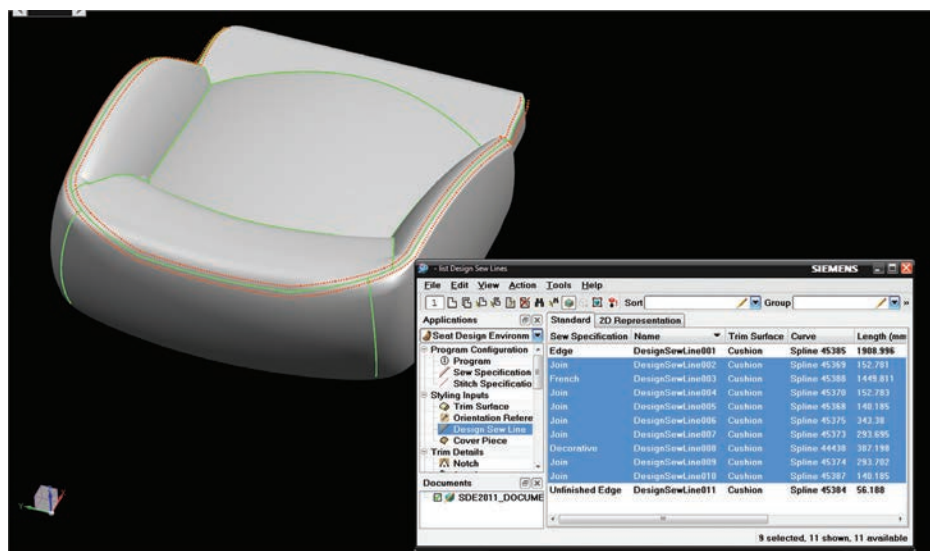 - list Design Sew Lines SIEMENS
File Edit View Action Tools Help
1 Sort Group »
Applications
Seat Design Environm
Program Configuration
Program
Sew Specification
Stitch Specificatio
Styling Inputs
Trim Surface
Orientation Refere
Design Sew Line
Cover Piece
Trim Details
Notch
Documents
SDE2011_DOCUME
Standard 2D Representation
Sew Specification Name Trim Surface Curve Length (mm
Edge DesignSewLine001 Cushion Spline 45385 1908.996
Join DesignSewLine002 Cushion Spline 45369 152.701
French DesignSewLine003 Cushion Spline 45388 1449.811
Join DesignSewLine004 Cushion Spline 45370 152.703
Join DesignSewLine005 Cushion Spline 45368 140.185
Join DesignSewLine006 Cushion Spline 45375 343.38
Join DesignSewLine007 Cushion Spline 45373 293.695
Decorative DesignSewLine008 Cushion Spline 44430 387.198
Join DesignSewLine009 Cushion Spline 45374 293.702
Join DesignSewLine010 Cushion Spline 45387 140.185
Unfinished Edge DesignSewLine011 Cushion Spline 45384 56.188
9 selected, 11 shown, 11 available